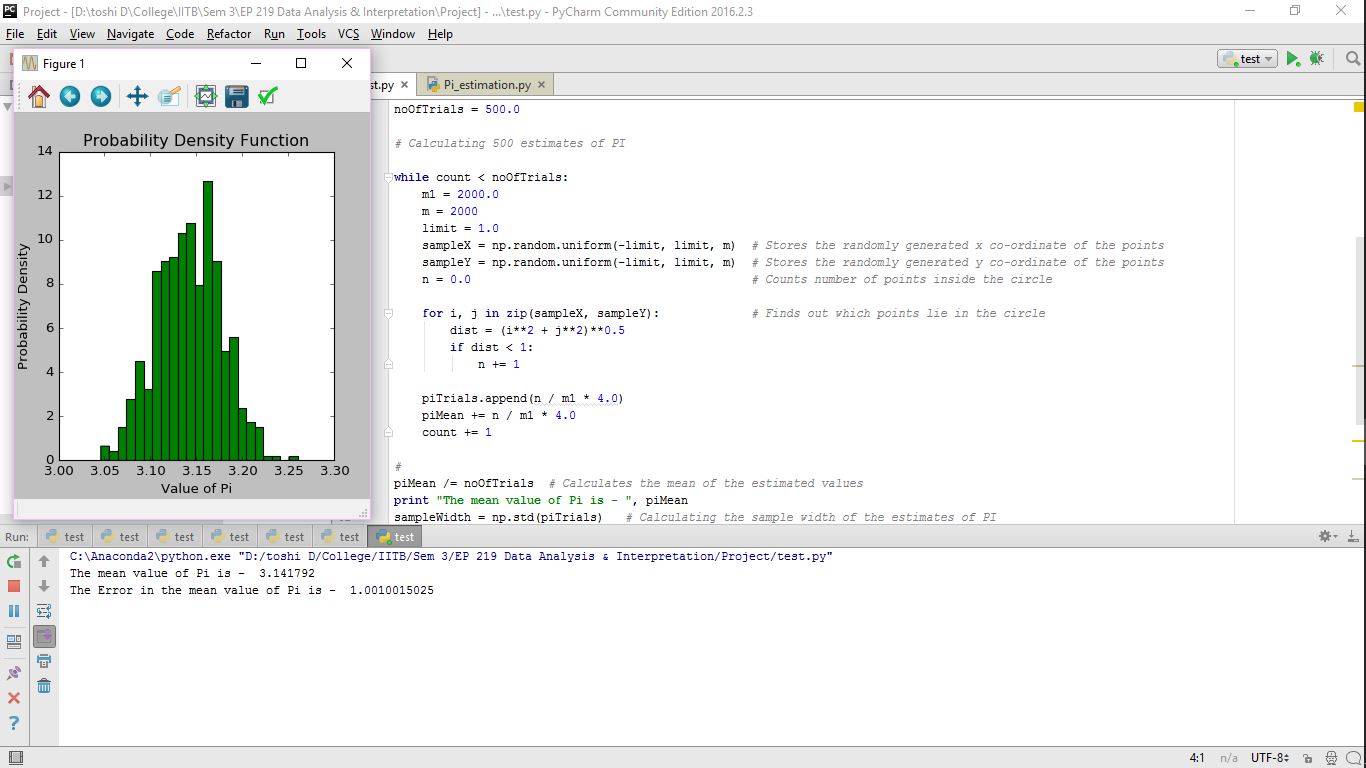 Project - [D:\toshi D\College\IITB\Sem 3\EP 219 Data Analysis & Interpretation\Project] - ...\test.py - PyCharm Community Edition 2016.2.3
File Edit View Navigate Code Refactor Run Tools VCS Window Help
test
Figure 1
st.py Pi_estimation.py
Probability Density Function
Probability Density
14
12
10
8
6
4
2
0
3.00 3.05 3.10 3.15 3.20 3.25 3.30
Value of Pi
noOfTrials = 500.0
# Calculating 500 estimates of PI
while count < noOfTrials:
m1 = 2000.0
m = 2000
limit = 1.0
sampleX = np.random.uniform(-limit, limit, m) # Stores the randomly generated x co-ordinate of the points
sampleY = np.random.uniform(-limit, limit, m) # Stores the randomly generated y co-ordinate of the points
n = 0.0 # Counts number of points inside the circle
for i, j in zip(sampleX, sampleY): # Finds out which points lie in the circle
dist = (i**2 + j**2)**0.5
if dist < 1:
n += 1
piTrials.append(n / m1 * 4.0)
piMean += n / m1 * 4.0
count += 1
#
piMean /= noOfTrials # Calculates the mean of the estimated values
print "The mean value of Pi is - ", piMean
sampleWidth = np.std(piTrials) # Calculating the sample width of the estimates of PI
Run: test test test test test test test
C:\Anaconda2\python.exe "D:/toshi D/College/IITB/Sem 3/EP 219 Data Analysis & Interpretation/Project/test.py"
The mean value of Pi is - 3.141792
The Error in the mean value of Pi is - 1.0010015025
4:1 n/a UTF-8